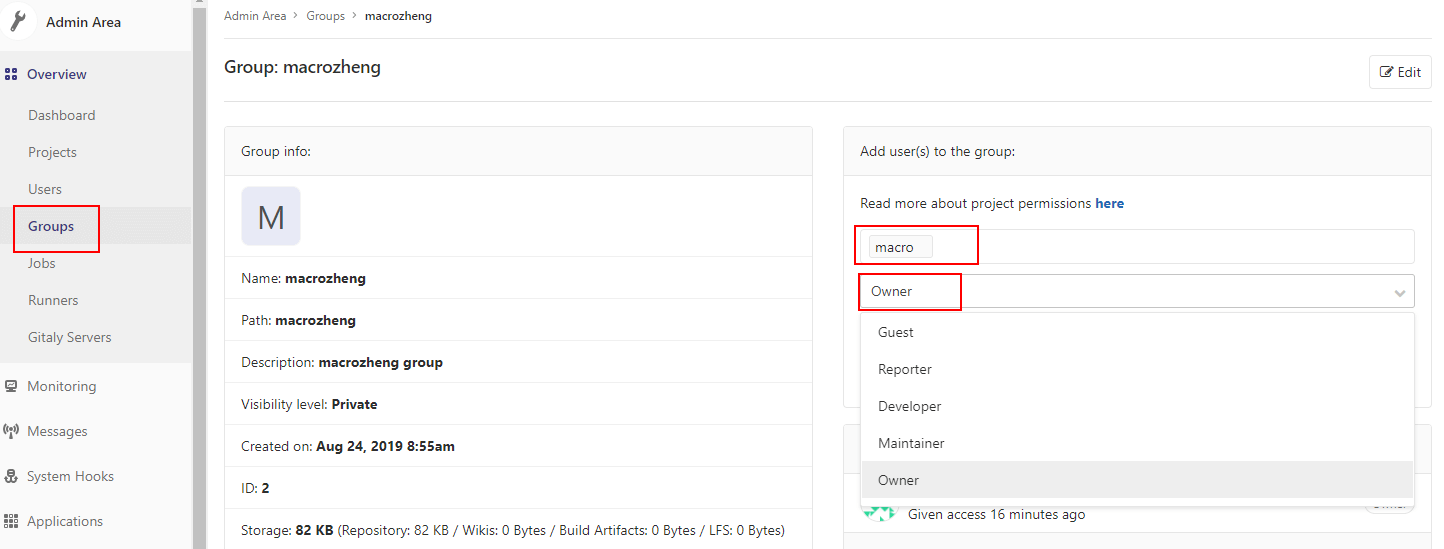 Admin Area
Overview
Dashboard
Projects
Users
Groups
Jobs
Runners
Gitaly Servers
Monitoring
Messages
System Hooks
Applications
Admin Area > Groups > macrozheng
Group: macrozheng
Edit
Group info:
M
Name: macrozheng
Path: macrozheng
Description: macrozheng group
Visibility level: Private
Created on: Aug 24, 2019 8:55am
ID: 2
Storage: 82 KB (Repository: 82 KB / Wikis: 0 Bytes / Build Artifacts: 0 Bytes / LFS: 0 Bytes)
Add user(s) to the group:
Read more about project permissions here
macro
Owner
Guest
Reporter
Developer
Maintainer
Owner
Given access 16 minutes ago